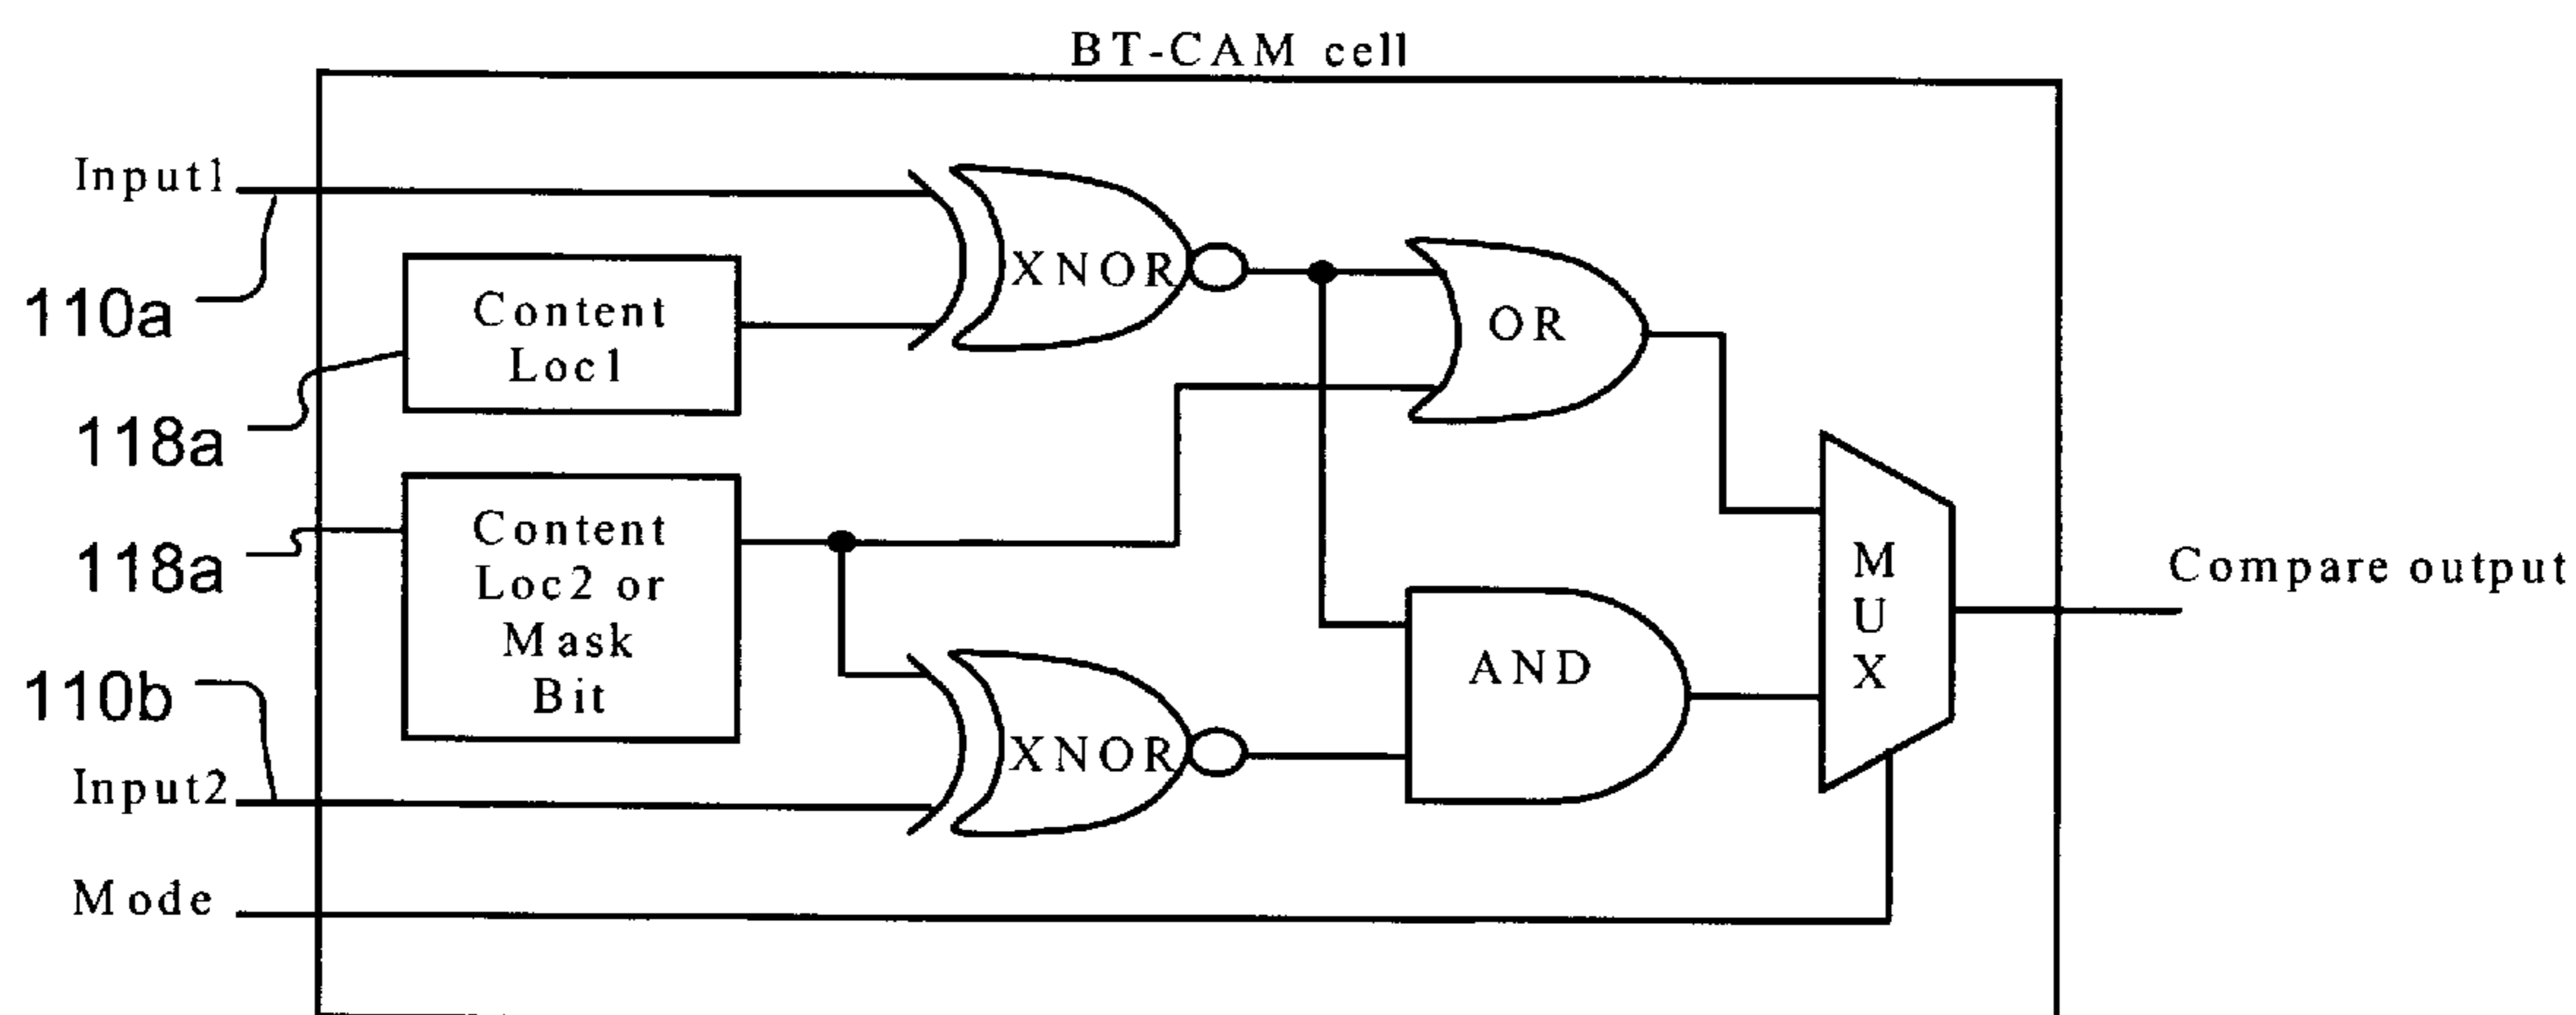 BT-CAM cell
Input1
110a
Content
Loc1
118a
XNOR
OR
Content
Loc2 or
Mask
Bit
118a
110b
Input2
XNOR
AND
M
U
X
Compare output
Mode